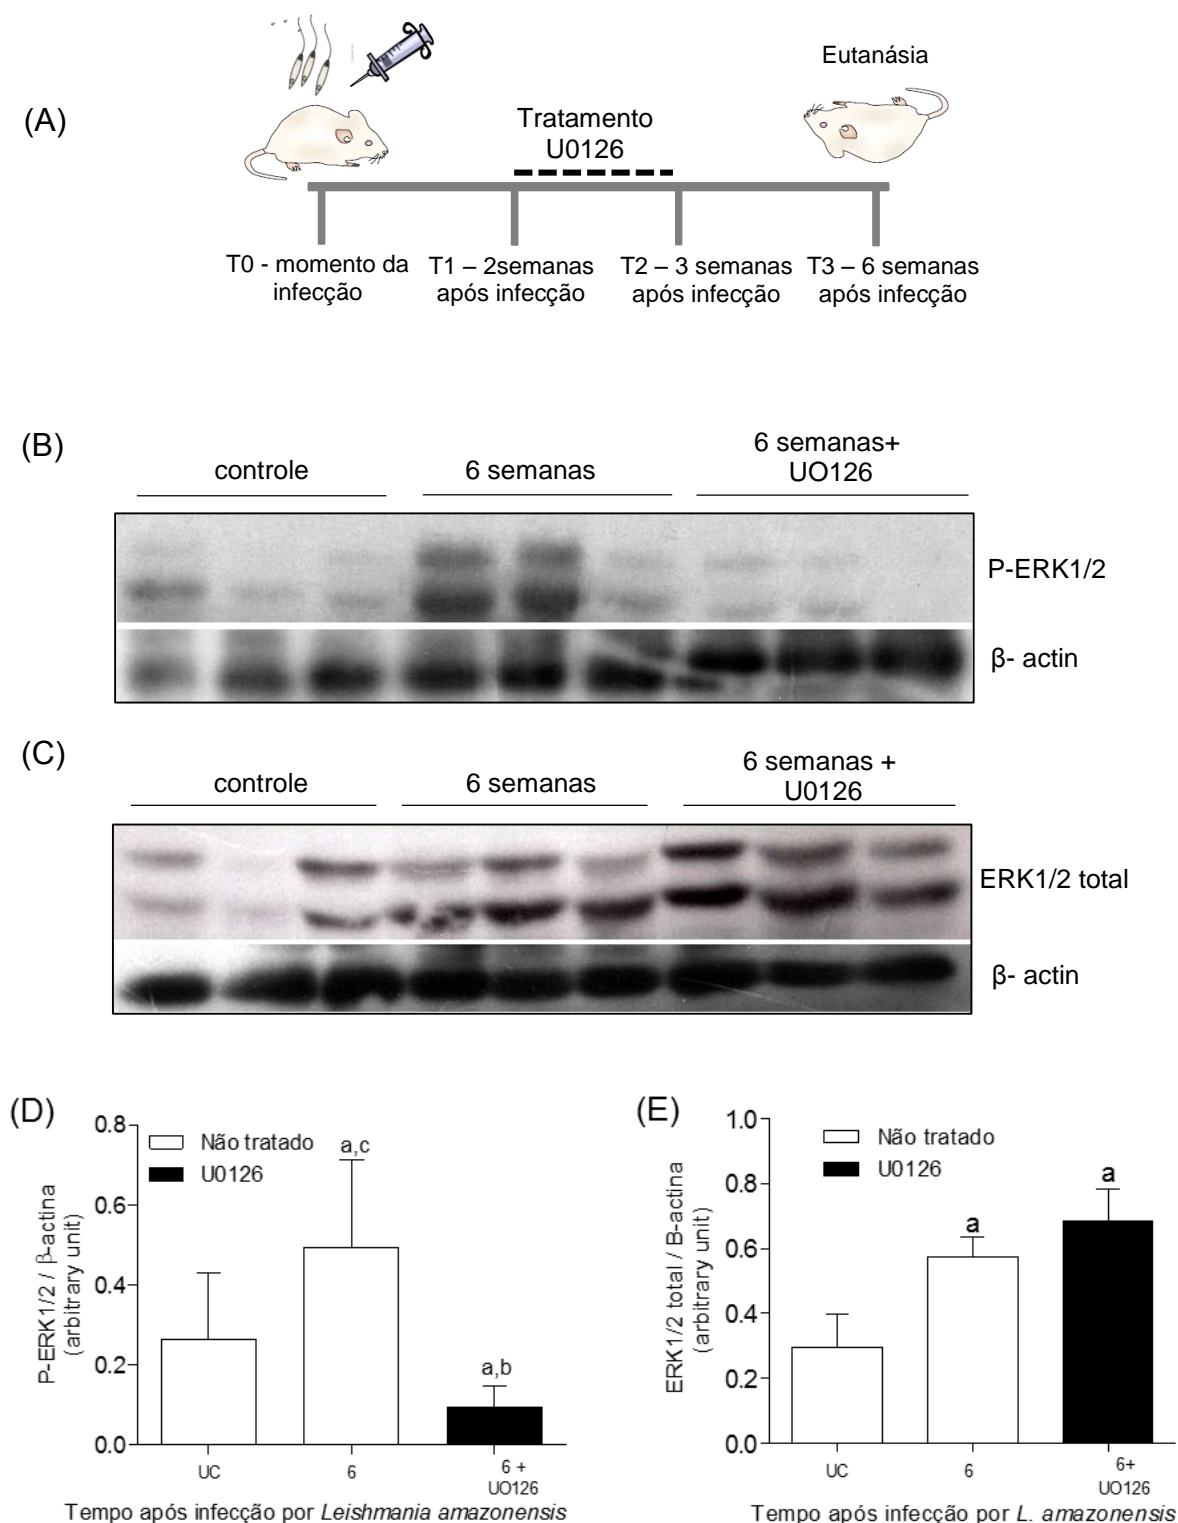 Eutanásia
(A)
Tratamento
U0126
T0 - momento da
infecção
T1 – 2semanas
após infecção
T2 – 3 semanas
após infecção
T3 – 6 semanas
após infecção
(B)
controle
6 semanas
6 semanas+
UO126
P-ERK1/2
β- actin
(C)
controle
6 semanas
6 semanas +
U0126
ERK1/2 total
β- actin
(D)
P-ERK1/2 / β-actina
(arbitrary unit)
0.8
0.6
0.4
0.2
0.0
Não tratado
U0126
a,c
a,b
UC
6
6 +
UO126
Tempo após infecção por Leishmania amazonensis
(E)
ERK1/2 total / B-actina
(arbitrary unit)
1.0
0.8
0.6
0.4
0.2
0.0
Não tratado
U0126
a
a
UC
6
6+
UO126
Tempo após infecção por L. amazonensis